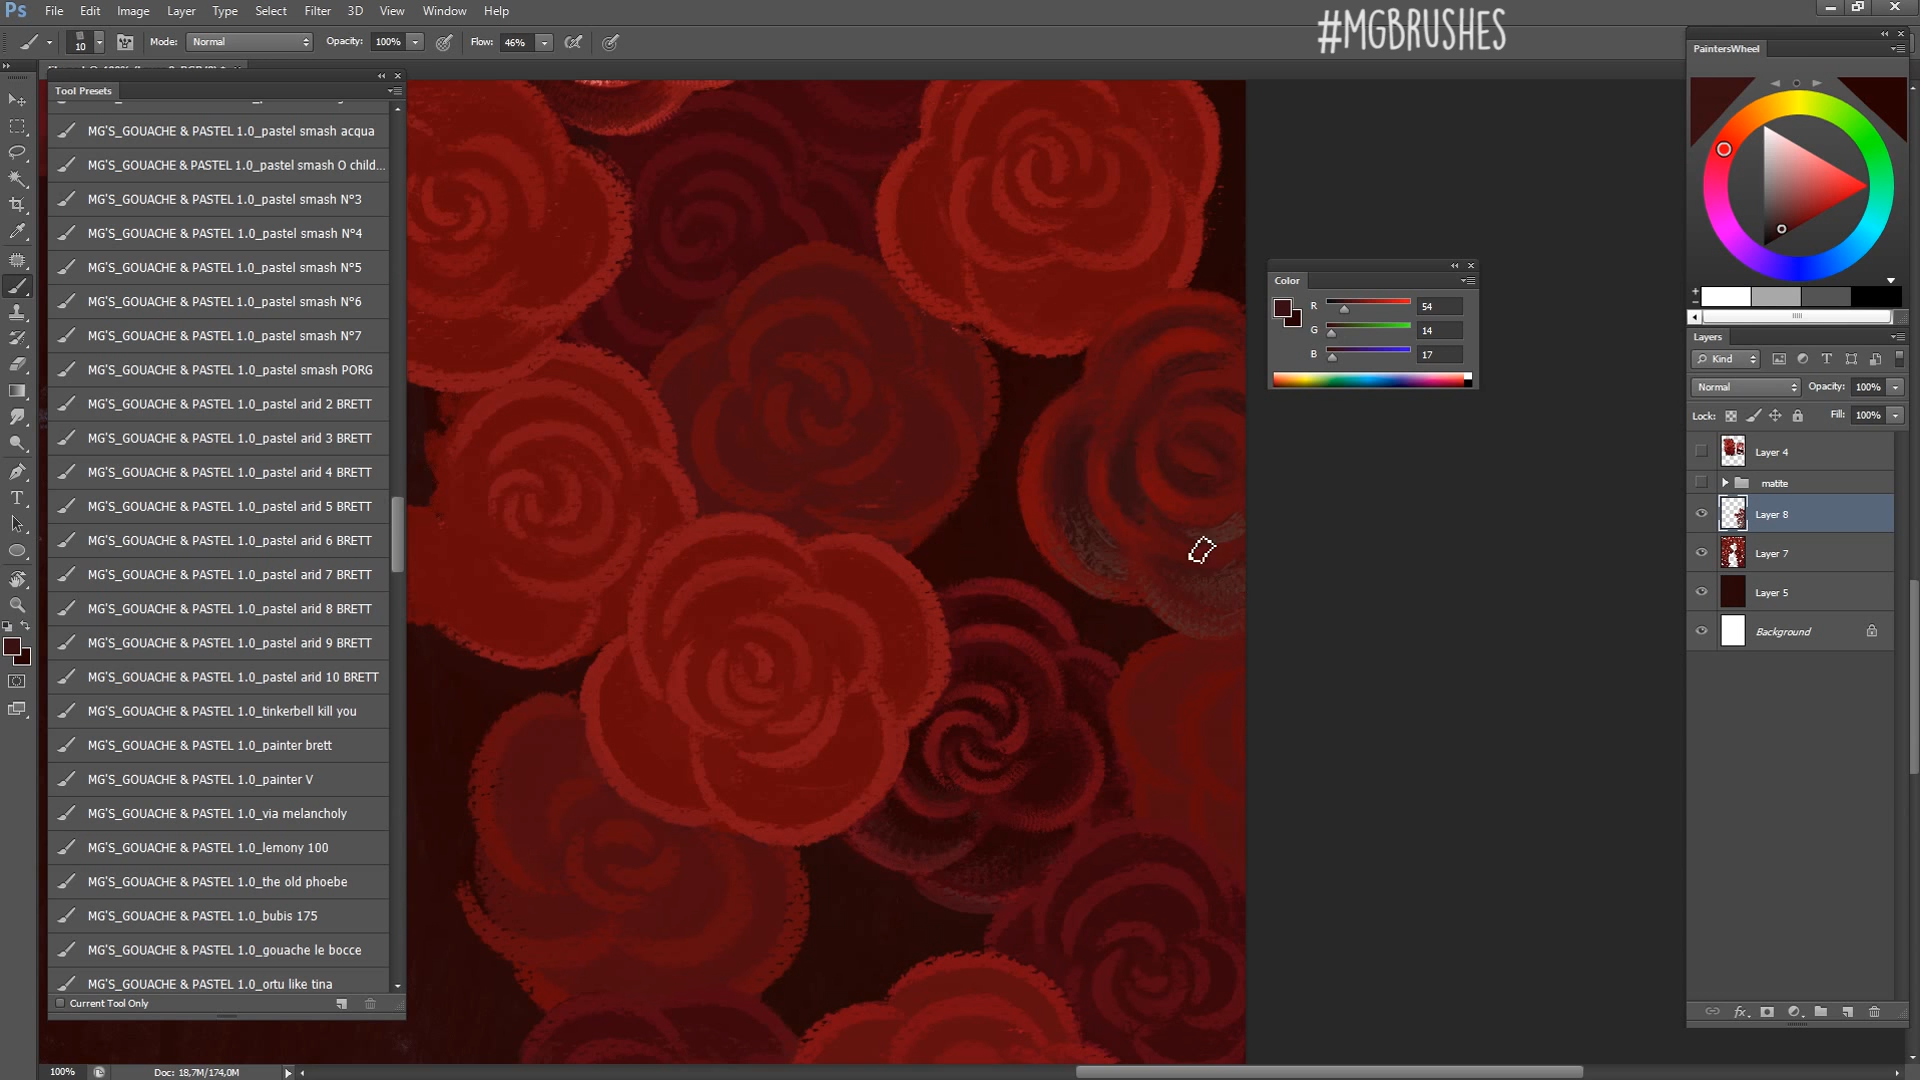 Ps File Edit Image Layer Type Select Filter 3D View Window Help
#MGBRUSHES
10 Mode: Normal Opacity: 100% Flow: 46%
Tool Presets
MG'S_GOUACHE & PASTEL 1.0_pastel smash acqua
MG'S_GOUACHE & PASTEL 1.0_pastel smash O child...
MG'S_GOUACHE & PASTEL 1.0_pastel smash N°3
MG'S_GOUACHE & PASTEL 1.0_pastel smash N°4
MG'S_GOUACHE & PASTEL 1.0_pastel smash N°5
MG'S_GOUACHE & PASTEL 1.0_pastel smash N°6
MG'S_GOUACHE & PASTEL 1.0_pastel smash N°7
MG'S_GOUACHE & PASTEL 1.0_pastel smash PORG
MG'S_GOUACHE & PASTEL 1.0_pastel arid 2 BRETT
MG'S_GOUACHE & PASTEL 1.0_pastel arid 3 BRETT
MG'S_GOUACHE & PASTEL 1.0_pastel arid 4 BRETT
MG'S_GOUACHE & PASTEL 1.0_pastel arid 5 BRETT
MG'S_GOUACHE & PASTEL 1.0_pastel arid 6 BRETT
MG'S_GOUACHE & PASTEL 1.0_pastel arid 7 BRETT
MG'S_GOUACHE & PASTEL 1.0_pastel arid 8 BRETT
MG'S_GOUACHE & PASTEL 1.0_pastel arid 9 BRETT
MG'S_GOUACHE & PASTEL 1.0_pastel arid 10 BRETT
MG'S_GOUACHE & PASTEL 1.0_tinkerbell kill you
MG'S_GOUACHE & PASTEL 1.0_painter brett
MG'S_GOUACHE & PASTEL 1.0_painter V
MG'S_GOUACHE & PASTEL 1.0_via melancholy
MG'S_GOUACHE & PASTEL 1.0_lemony 100
MG'S_GOUACHE & PASTEL 1.0_the old phoebe
MG'S_GOUACHE & PASTEL 1.0_bubis 175
MG'S_GOUACHE & PASTEL 1.0_gouache le bocce
MG'S_GOUACHE & PASTEL 1.0_ortu like tina
Current Tool Only
100% Doc: 18,7M/174,0M
Color
R 54
G 14
B 17
PaintersWheel
Layers
Kind
Normal Opacity: 100%
Lock: Fill: 100%
Layer 4
matite
Layer 8
Layer 7
Layer 5
Background